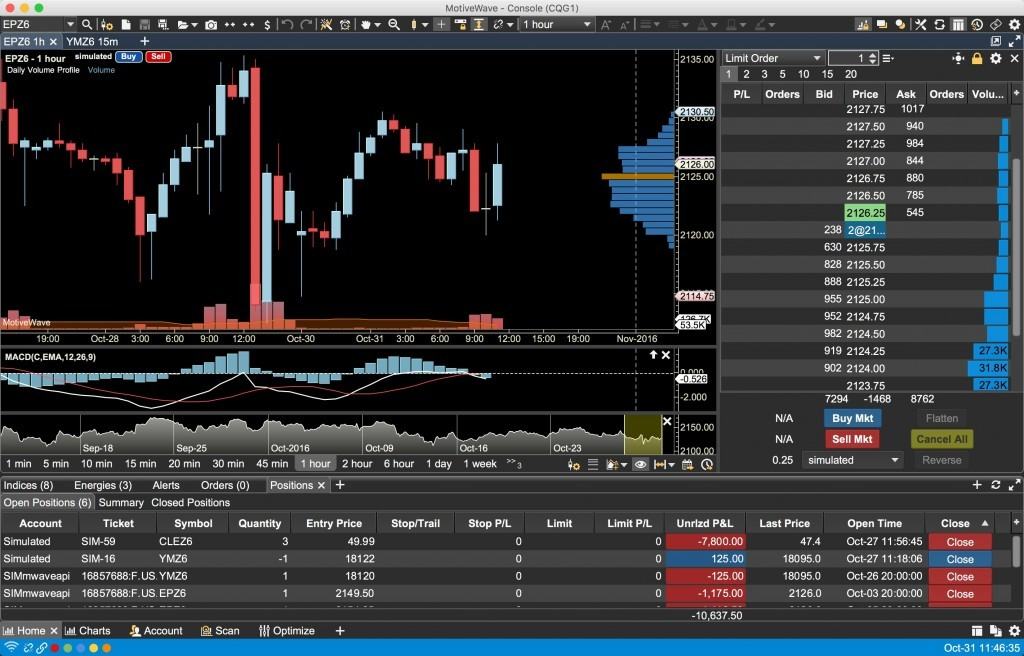 MotiveWave - Console (CQG1)
EPZ6 1 hour
EPZ6 1h × YMZ6 15m +
EPZ6 - 1 hour simulated Buy Sell
Daily Volume Profile Volume
2135.00
2130.50
2130.00
2126.00
2125.00
2120.00
2114.75
53.5K
MotiveWave
19:00 Oct-28 3:00 6:00 9:00 12:00 Oct-30 Oct-31 3:00 6:00 9:00 12:00 15:00 19:00 Nov-2016
MACD(C,EMA,12,26,9)
0.000
-0.526
-2.000
2150.00
2100.00
Sep-18 Sep-25 Oct-2016 Oct-09 Oct-16 Oct-23
1 min 5 min 10 min 15 min 20 min 30 min 45 min 1 hour 2 hour 6 hour 1 day 1 week >>3
Limit Order 1
1 2 3 5 10 15 20
P/L Orders Bid Price Ask Orders Volu...
2127.75 1017
2127.50 940
2127.25 984
2127.00 844
2126.75 880
2126.50 785
2126.25 545
238 2@21...
630 2125.75
828 2125.50
888 2125.25
955 2125.00
952 2124.75
982 2124.50
919 2124.25 27.3K
902 2124.00 31.8K
2123.75 27.3K
7294 -1468 8762
N/A Buy Mkt Flatten
N/A Sell Mkt Cancel All
0.25 simulated Reverse
Indices (8) Energies (3) Alerts Orders (0) Positions × +
Open Positions (6) Summary Closed Positions
Account Ticket Symbol Quantity Entry Price Stop/Trail Stop P/L Limit Limit P/L Unrlzd P&L Last Price Open Time Close
Simulated SIM-59 CLEZ6 3 49.99 0 0 -7,800.00 47.4 Oct-27 11:56:45 Close
Simulated SIM-16 YMZ6 -1 18122 0 0 125.00 18095.0 Oct-27 11:18:06 Close
SIMmwaveapi 16857688:F.US. YMZ6 1 18120 0 0 -125.00 18095.0 Oct-26 20:00:00 Close
SIMmwaveapi 16857688:F.US. EPZ6 1 2149.50 0 0 -1,175.00 2126.0 Oct-03 20:00:00 Close
-10,637.50
Home × Charts Account Scan Optimize +
Oct-31 11:46:35